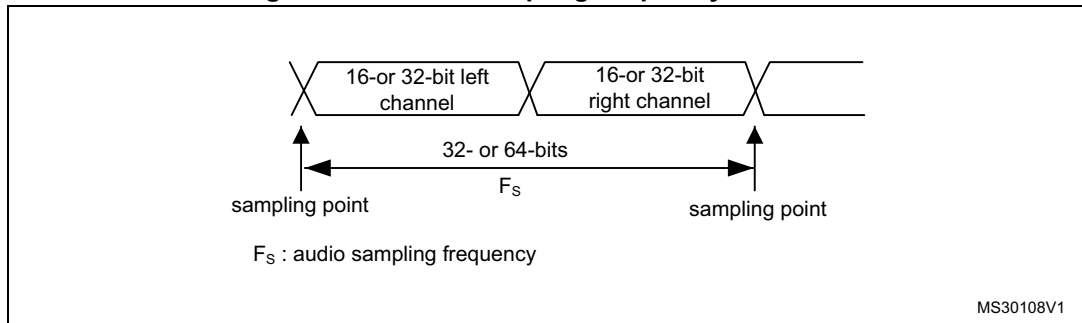 16-or 32-bit left
channel
16-or 32-bit
right channel
32- or 64-bits
FS
sampling point
sampling point
FS : audio sampling frequency
MS30108V1